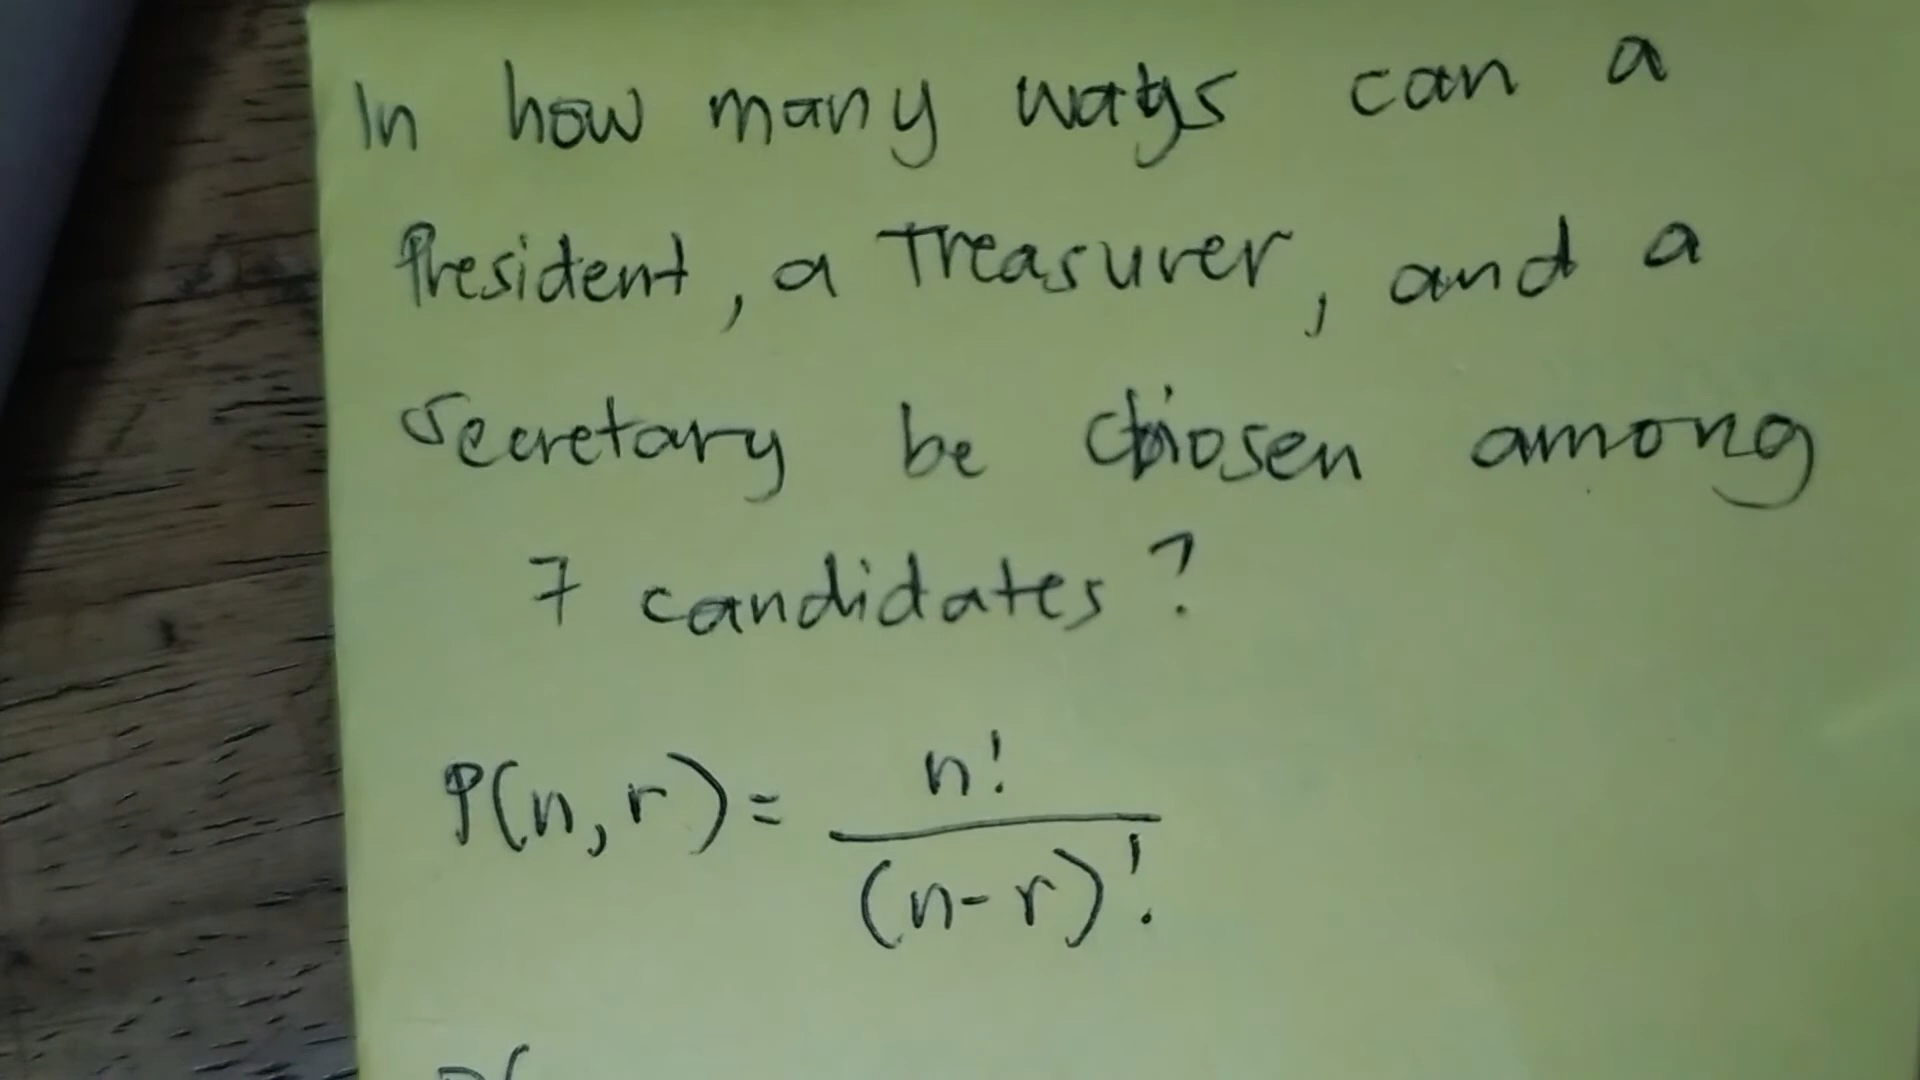 In how many ways can a
President, a Treasurer, and a
Secretary be chosen among
7 candidates?
P(n,r) = n!
(n-r)!
P(